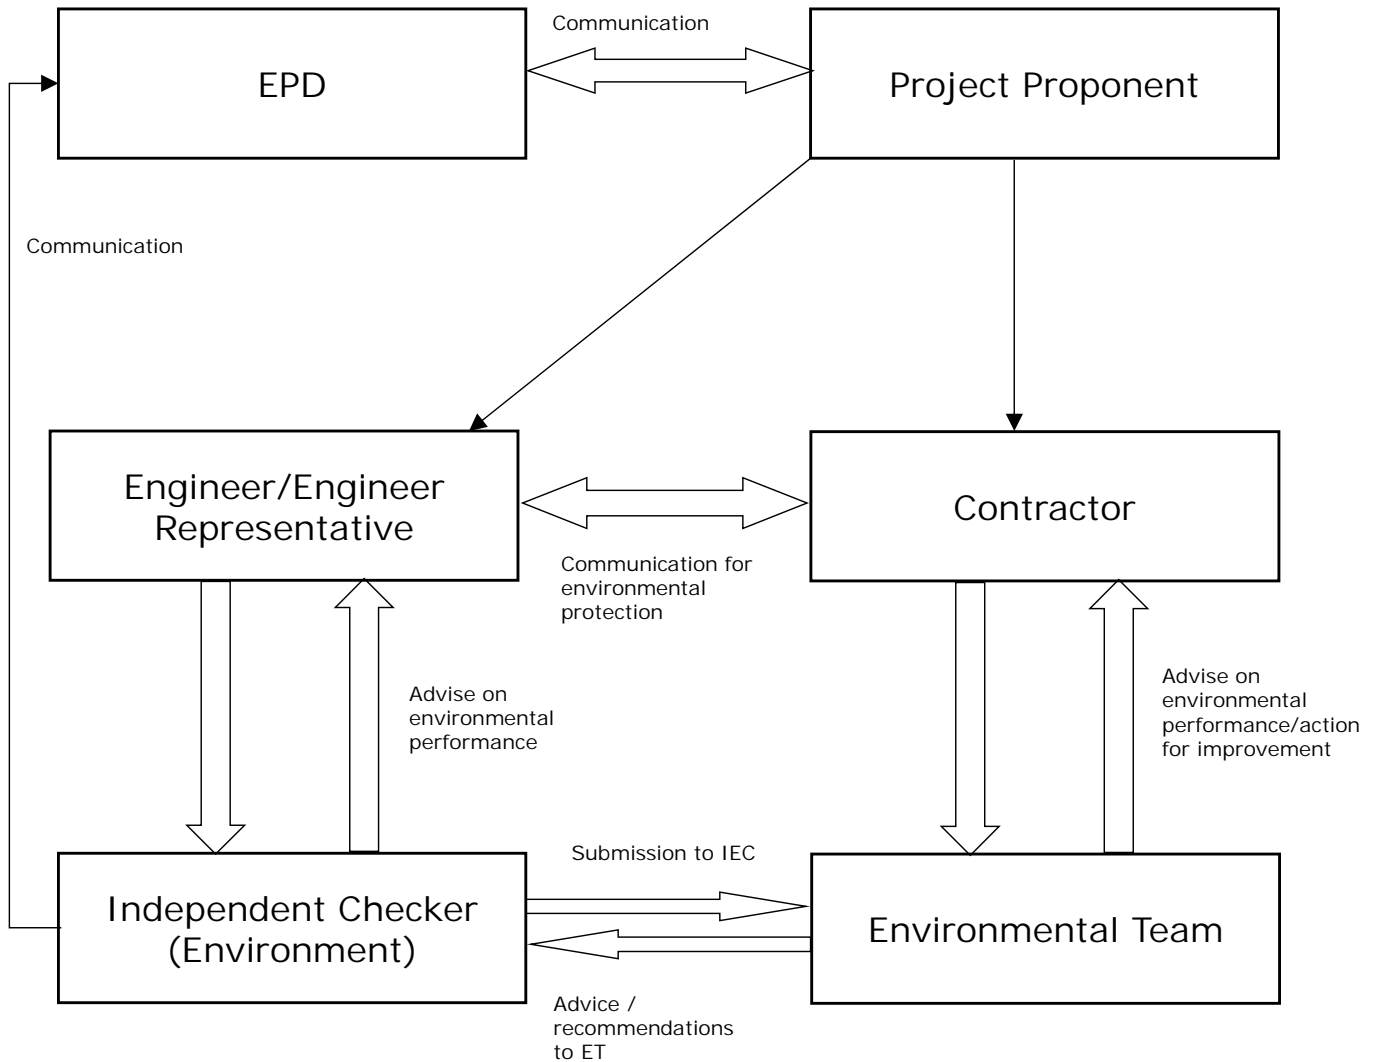 Communication
EPD
Project Proponent
Communication
Engineer/Engineer
Representative
Contractor
Communication for
environmental
protection
Advise on
environmental
performance
Advise on
environmental
performance/action
for improvement
Submission to IEC
Independent Checker
(Environment)
Environmental Team
Advice /
recommendations
to ET